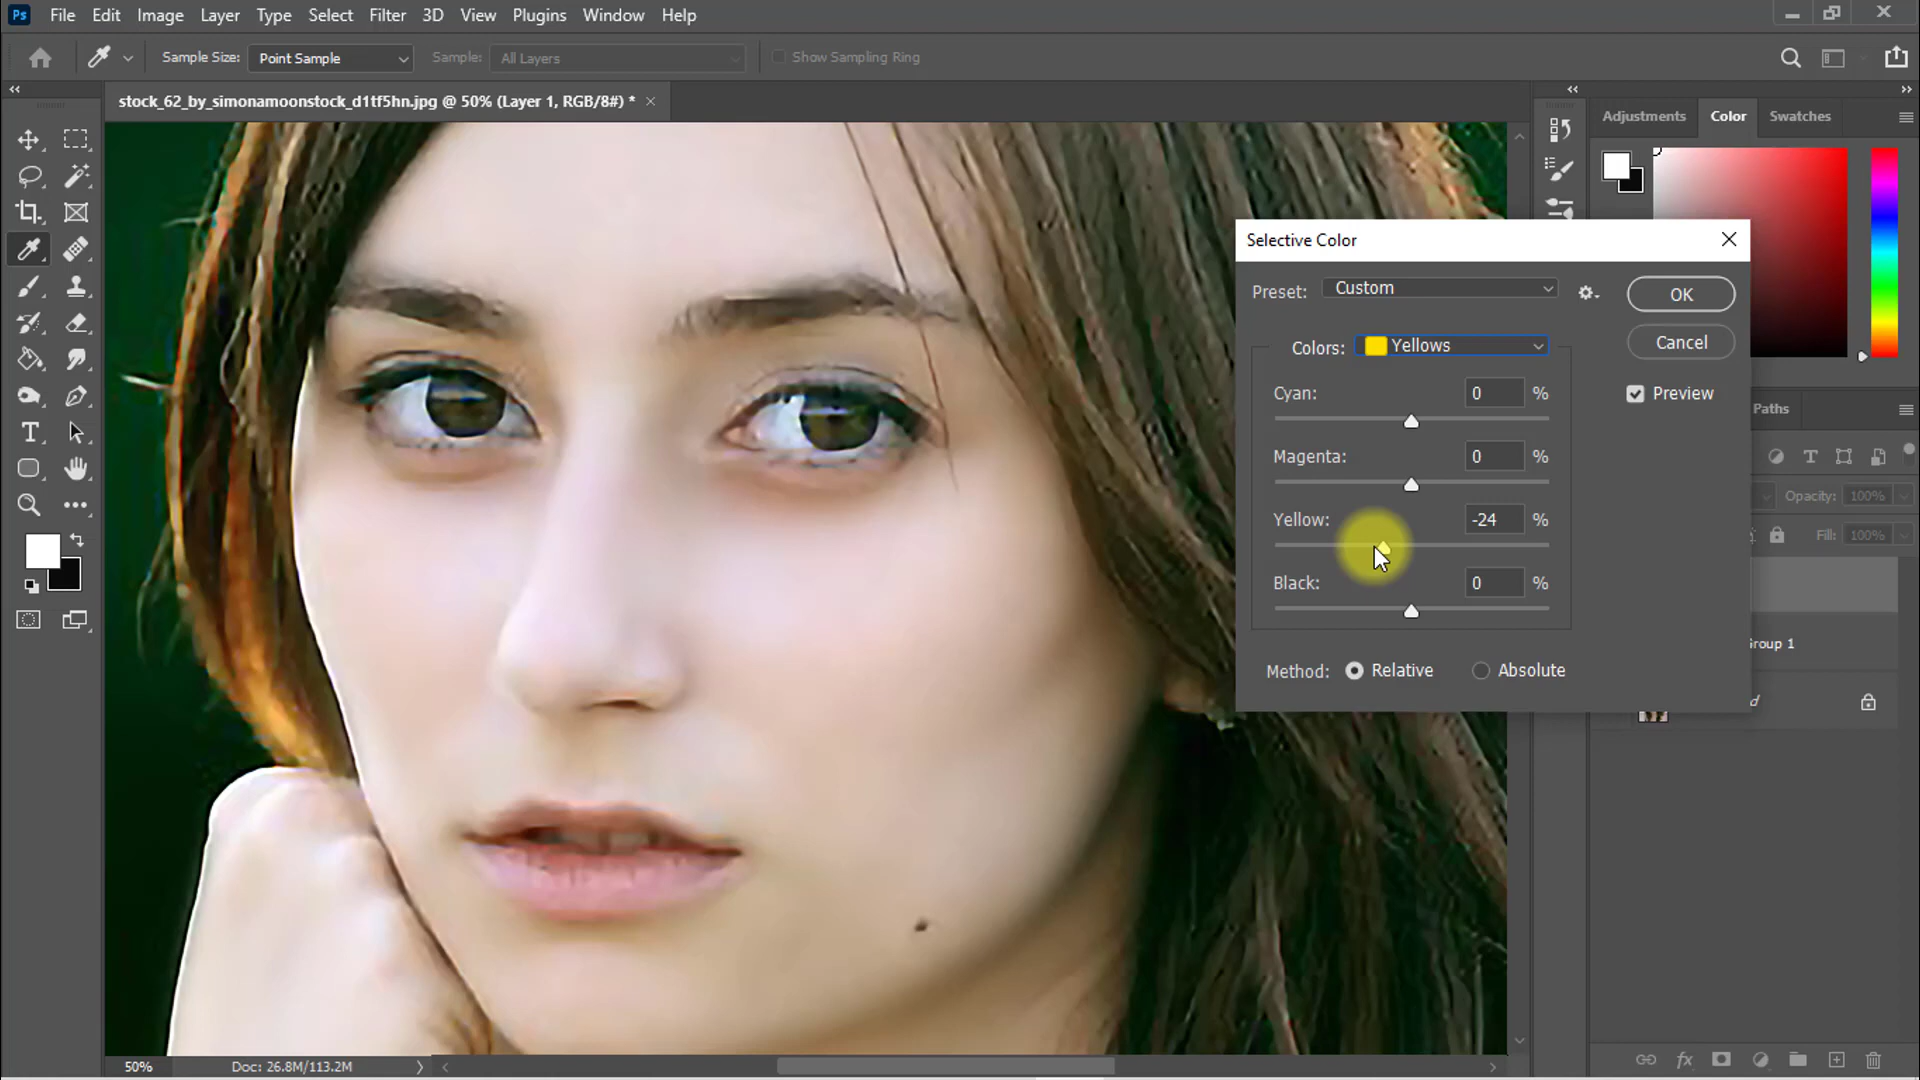 Ps File Edit Image Layer Type Select Filter 3D View Plugins Window Help
Sample Size: Point Sample Sample: All Layers Show Sampling Ring
stock_62_by_simonamoonstock_d1tf5hn.jpg @ 50% (Layer 1, RGB/8#) *
Adjustments Color Swatches
Selective Color
Preset: Custom
OK
Colors: Yellows
Cancel
Cyan: 0 %
Preview
Paths
Magenta: 0 %
Opacity: 100%
Yellow: -24 %
Fill: 100%
Black: 0 %
Group 1
Method: Relative Absolute
d
50% Doc: 26.8M/113.2M